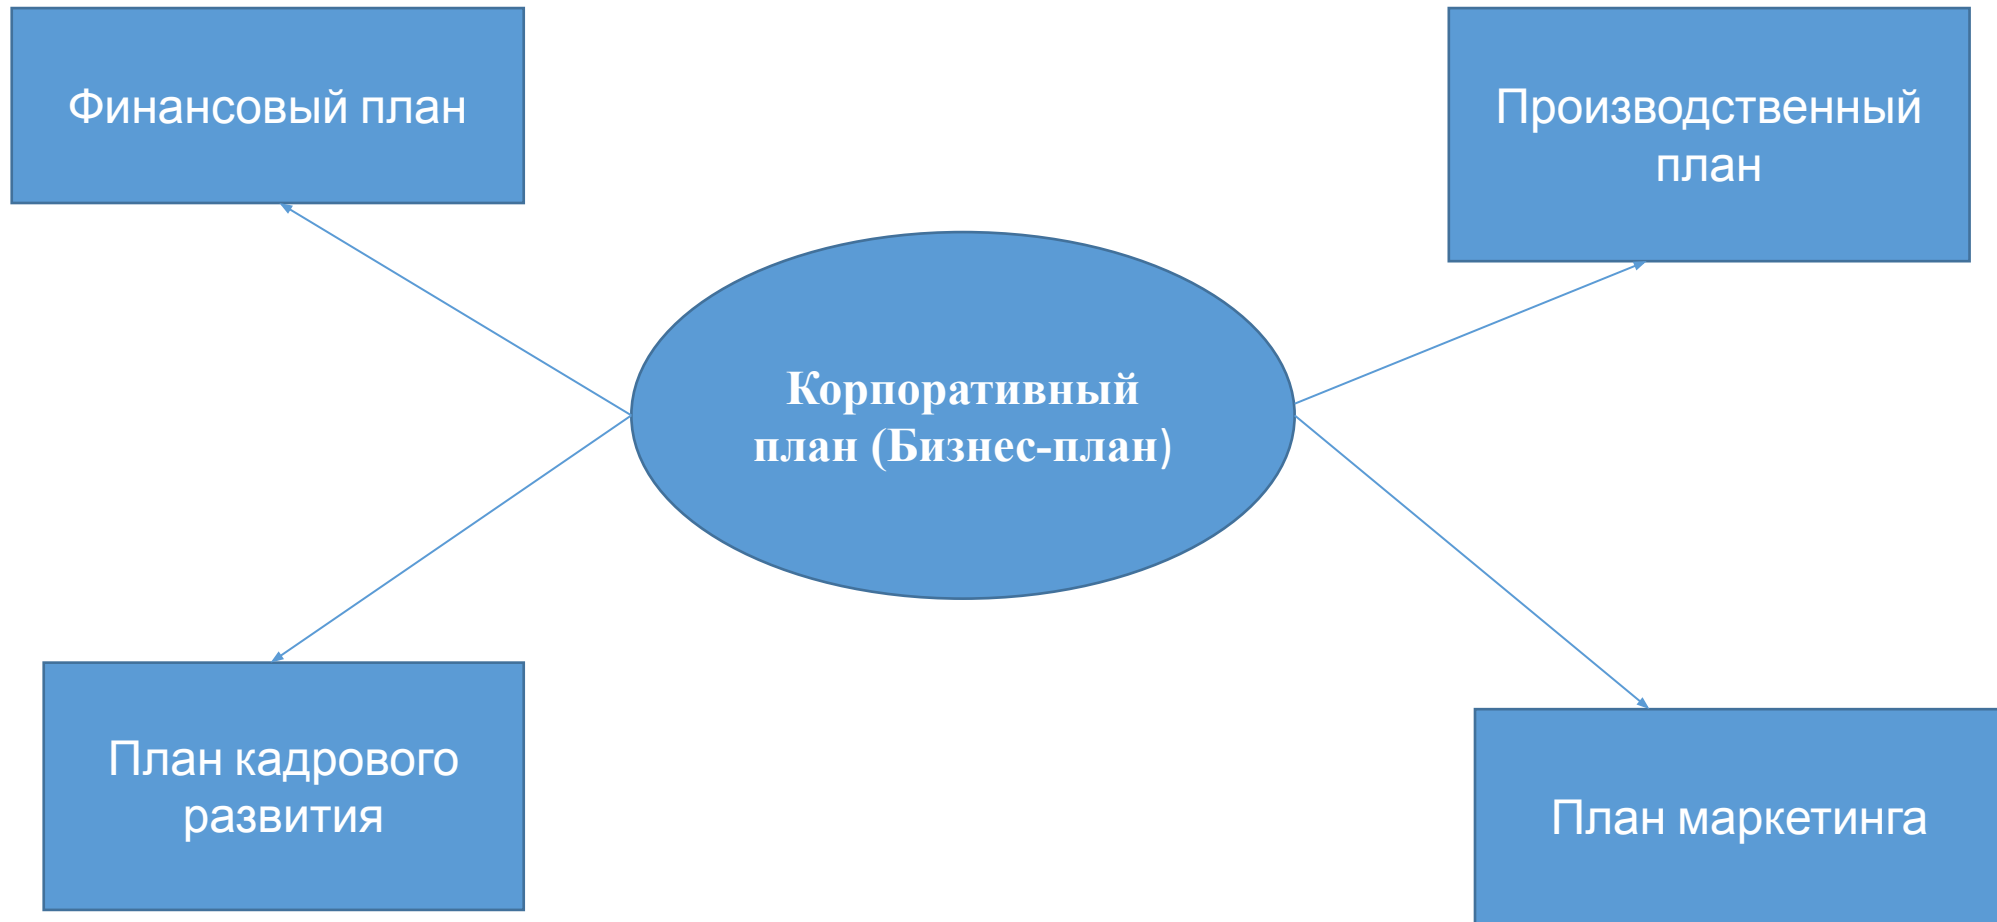 Финансовый план
Производственный
план
Корпоративный
план (Бизнес-план)
План кадрового
развития
План маркетинга